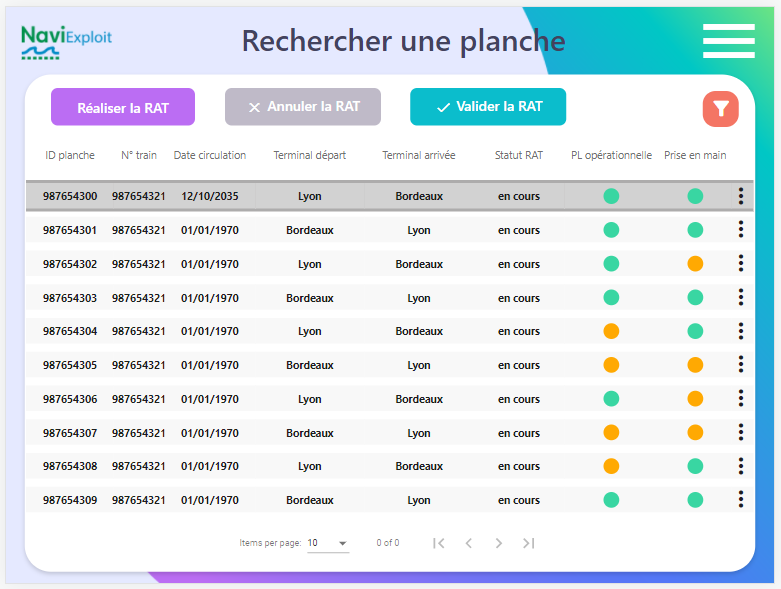 NaviExploit
Rechercher une planche
Réaliser la RAT
Annuler la RAT
Valider la RAT
ID planche N° train Date circulation Terminal départ Terminal arrivée Statut RAT PL opérationnelle Prise en main
987654300 987654321 12/10/2035 Lyon Bordeaux en cours
987654301 987654321 01/01/1970 Bordeaux Lyon en cours
987654302 987654321 01/01/1970 Lyon Bordeaux en cours
987654303 987654321 01/01/1970 Bordeaux Lyon en cours
987654304 987654321 01/01/1970 Lyon Bordeaux en cours
987654305 987654321 01/01/1970 Bordeaux Lyon en cours
987654306 987654321 01/01/1970 Lyon Bordeaux en cours
987654307 987654321 01/01/1970 Bordeaux Lyon en cours
987654308 987654321 01/01/1970 Lyon Bordeaux en cours
987654309 987654321 01/01/1970 Bordeaux Lyon en cours
Items per page: 10 0 of 0